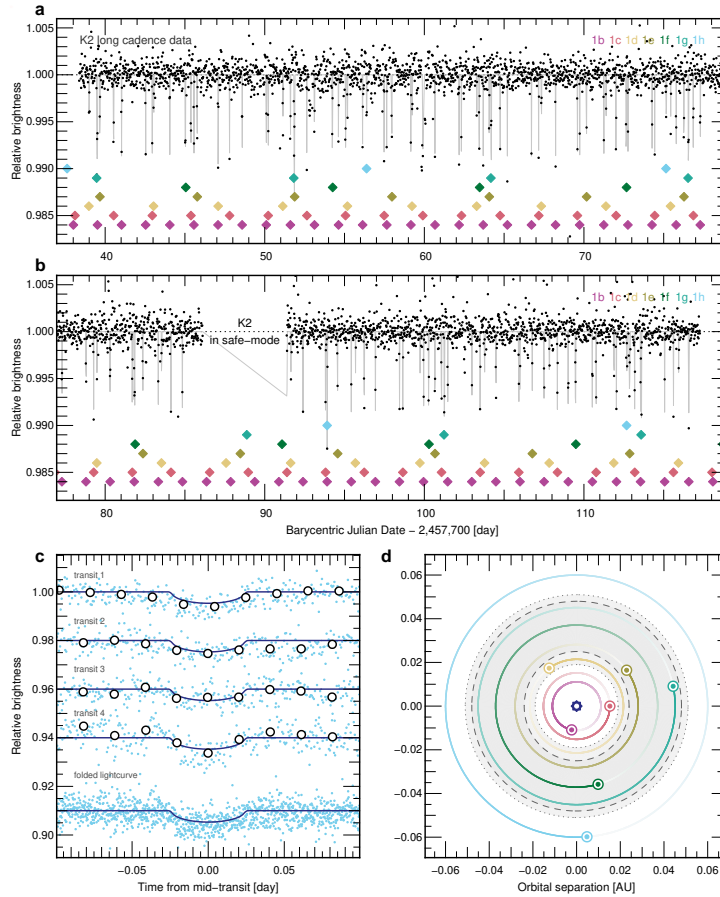 a
1.005
1.000
0.995
0.990
0.985
Relative brightness
K2 long cadence data
1b 1c 1d 1e 1f 1g 1h
40 50 60 70
b
1.005
1.000
0.995
0.990
0.985
Relative brightness
K2
in safe-mode
1b 1c 1d 1e 1f 1g 1h
80 90 100 110
Barycentric Julian Date − 2,457,700 [day]
c
transit 1
transit 2
transit 3
transit 4
folded lightcurve
1.00
0.98
0.96
0.94
0.92
0.90
Relative brightness
−0.05 0.00 0.05
Time from mid−transit [day]
d
0.06
0.04
0.02
0.00
−0.02
−0.04
−0.06
−0.06 −0.04 −0.02 0.00 0.02 0.04 0.06
Orbital separation [AU]